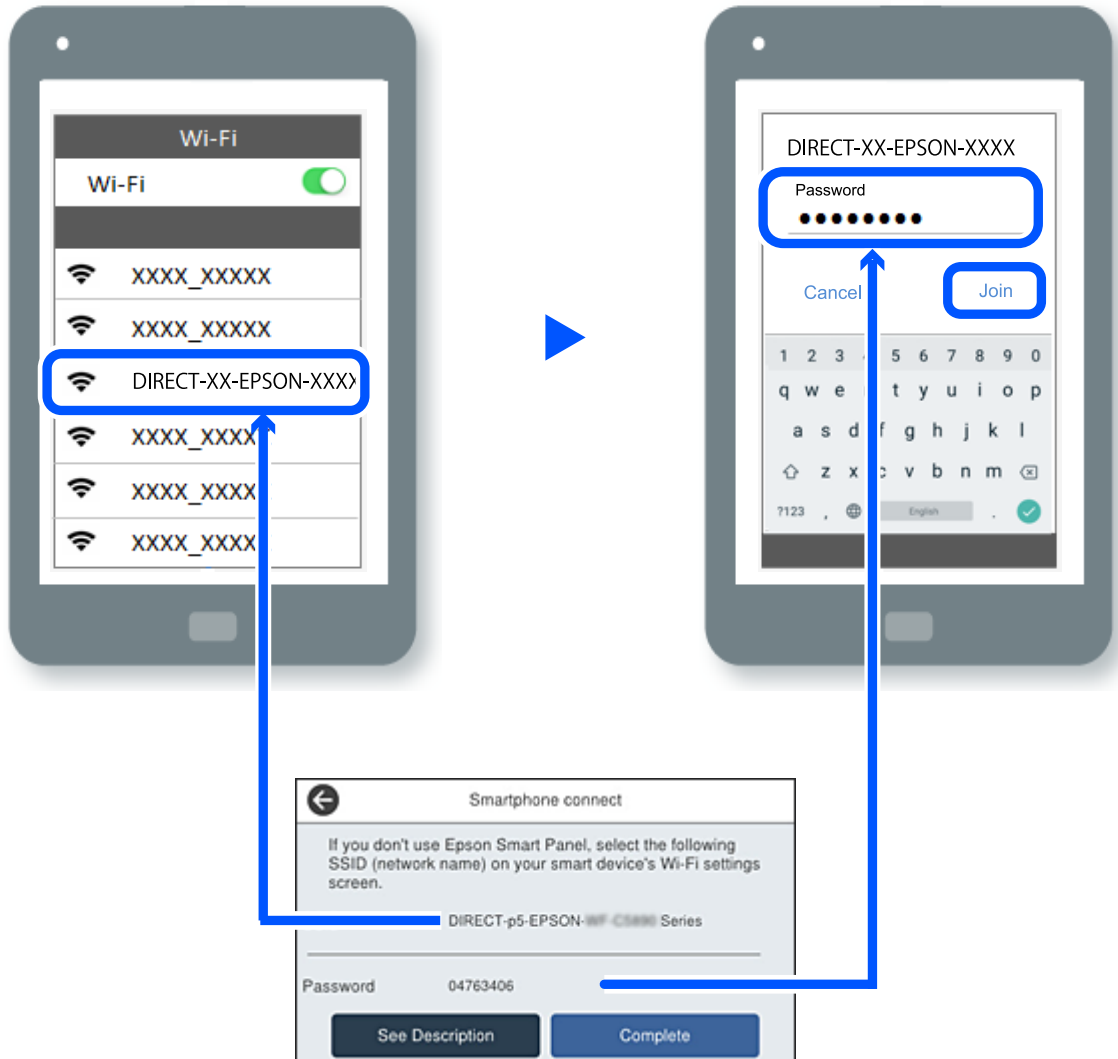 Wi-Fi
Wi-Fi
XXXX_XXXXX
XXXX_XXXXX
DIRECT-XX-EPSON-XXXX
XXXX_XXXX
XXXX_XXXX
XXXX_XXXX
DIRECT-XX-EPSON-XXXX
Password
●●●●●●●●
Cancel Join
1 2 3 5 6 7 8 9 0
q w e t y u i o p
a s d f g h j k l
z x c v b n m
?123 , English .
Smartphone connect
If you don't use Epson Smart Panel, select the following
SSID (network name) on your smart device's Wi-Fi settings
screen.
DIRECT-p5-EPSON- Series
Password 04763406
See Description Complete